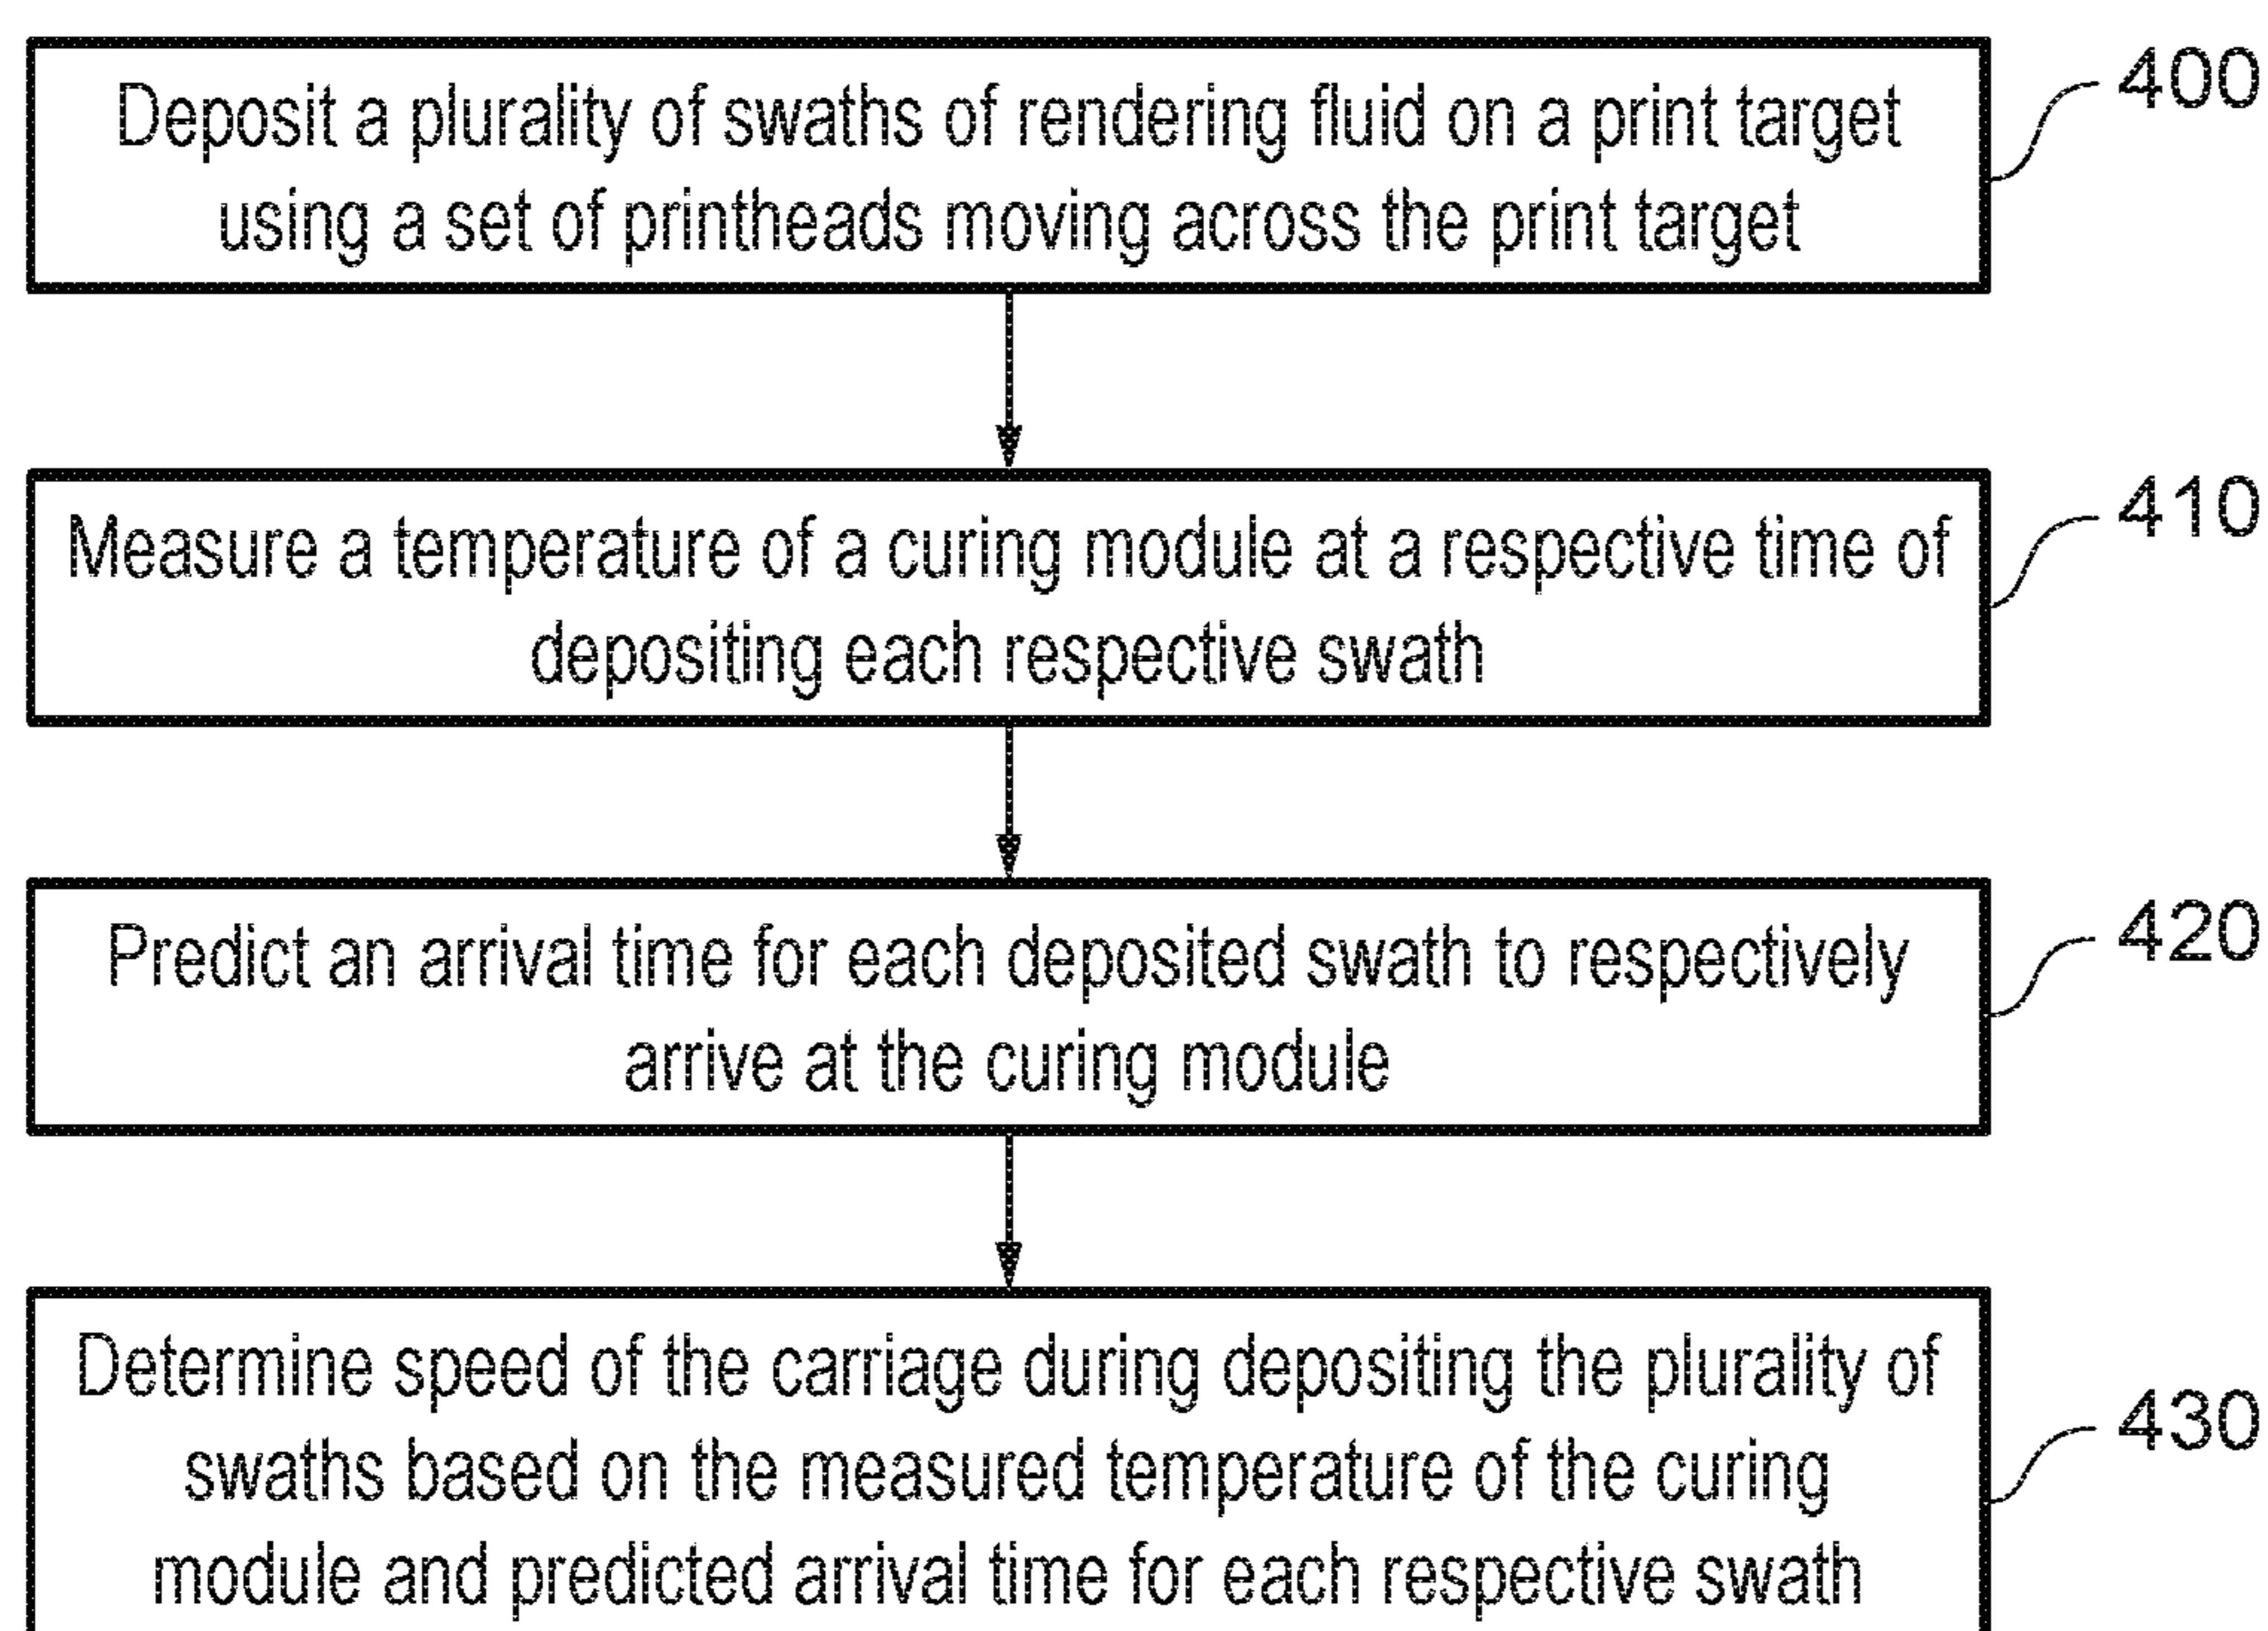 Deposit a plurality of swaths of rendering fluid on a print target
using a set of printheads moving across the print target
400
Measure a temperature of a curing module at a respective time of
depositing each respective swath
410
Predict an arrival time for each deposited swath to respectively
arrive at the curing module
420
Determine speed of the carriage during depositing the plurality of
swaths based on the measured temperature of the curing
module and predicted arrival time for each respective swath
430